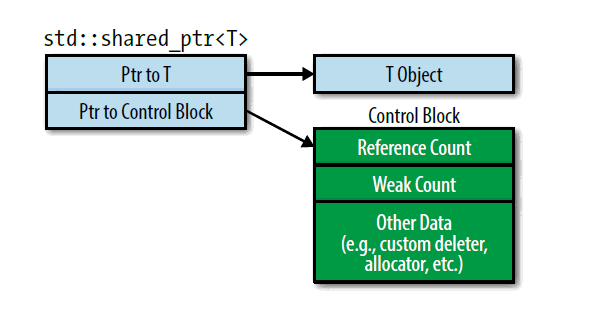 std::shared_ptr<T>
Ptr to T
T Object
Ptr to Control Block
Control Block
Reference Count
Weak Count
Other Data
(e.g., custom deleter,
allocator, etc.)